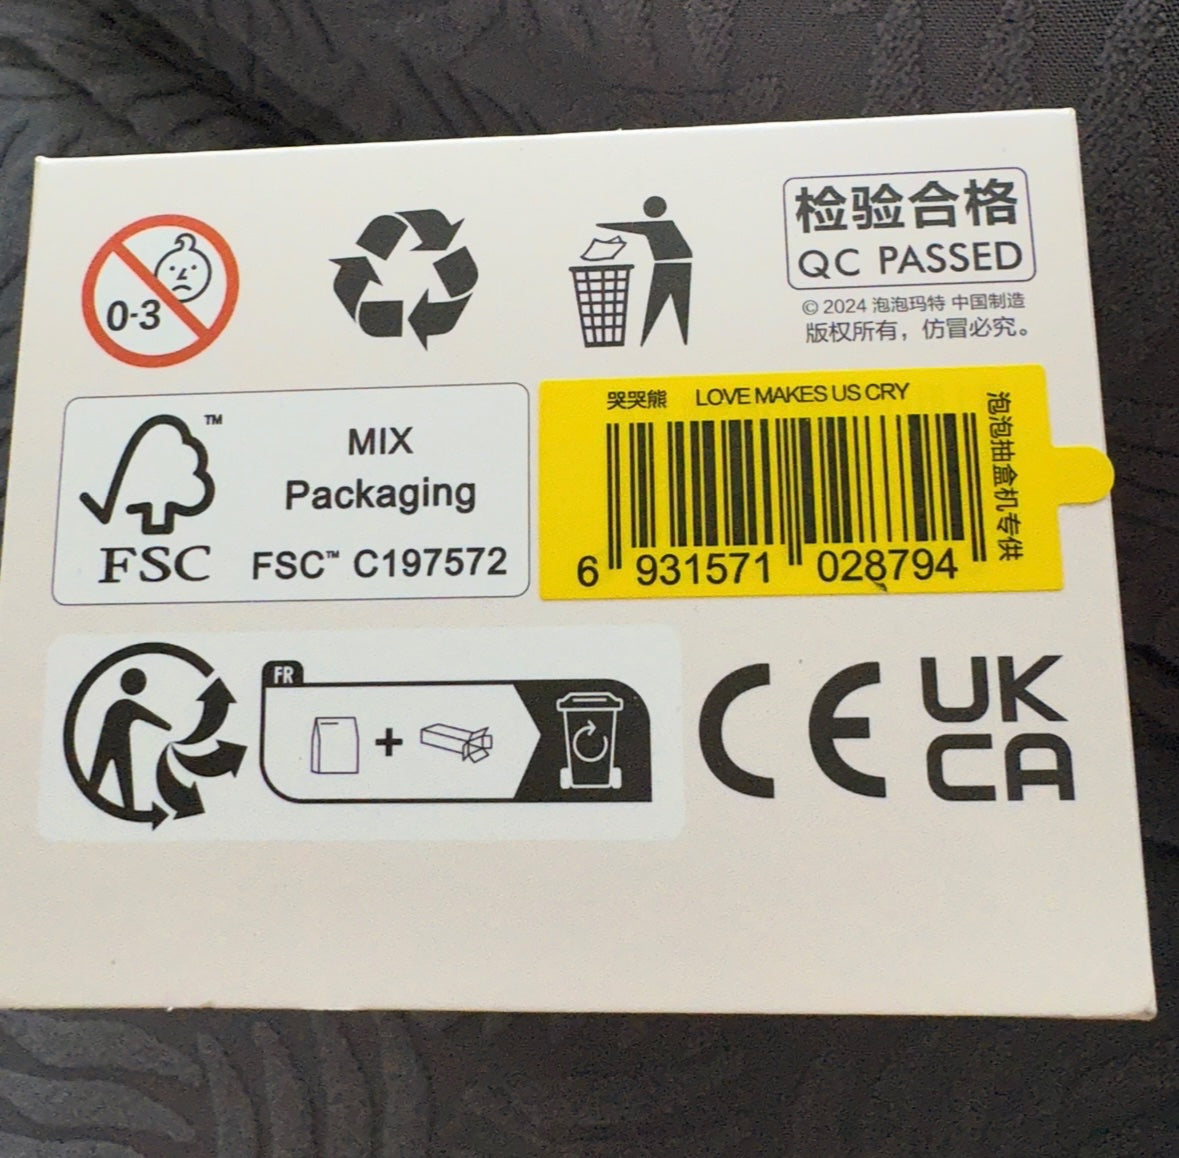 0-3
检验合格
QC PASSED
© 2024 泡泡玛特 中国制造
版权所有，仿冒必究。
FSC
™
MIX
Packaging
FSC™ C197572
哭哭熊 LOVE MAKES US CRY
6 931571 028794
泡泡抽盒机专供
FR
CE
UK
CA